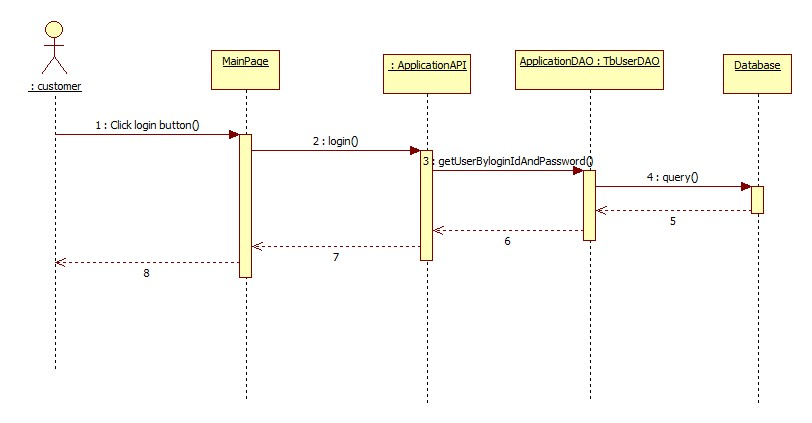 : customer
MainPage
: ApplicationAPI
ApplicationDAO : TbUserDAO
Database
1 : Click login button()
2 : login()
3 : getUserByloginIdAndPassword()
4 : query()
5
6
7
8